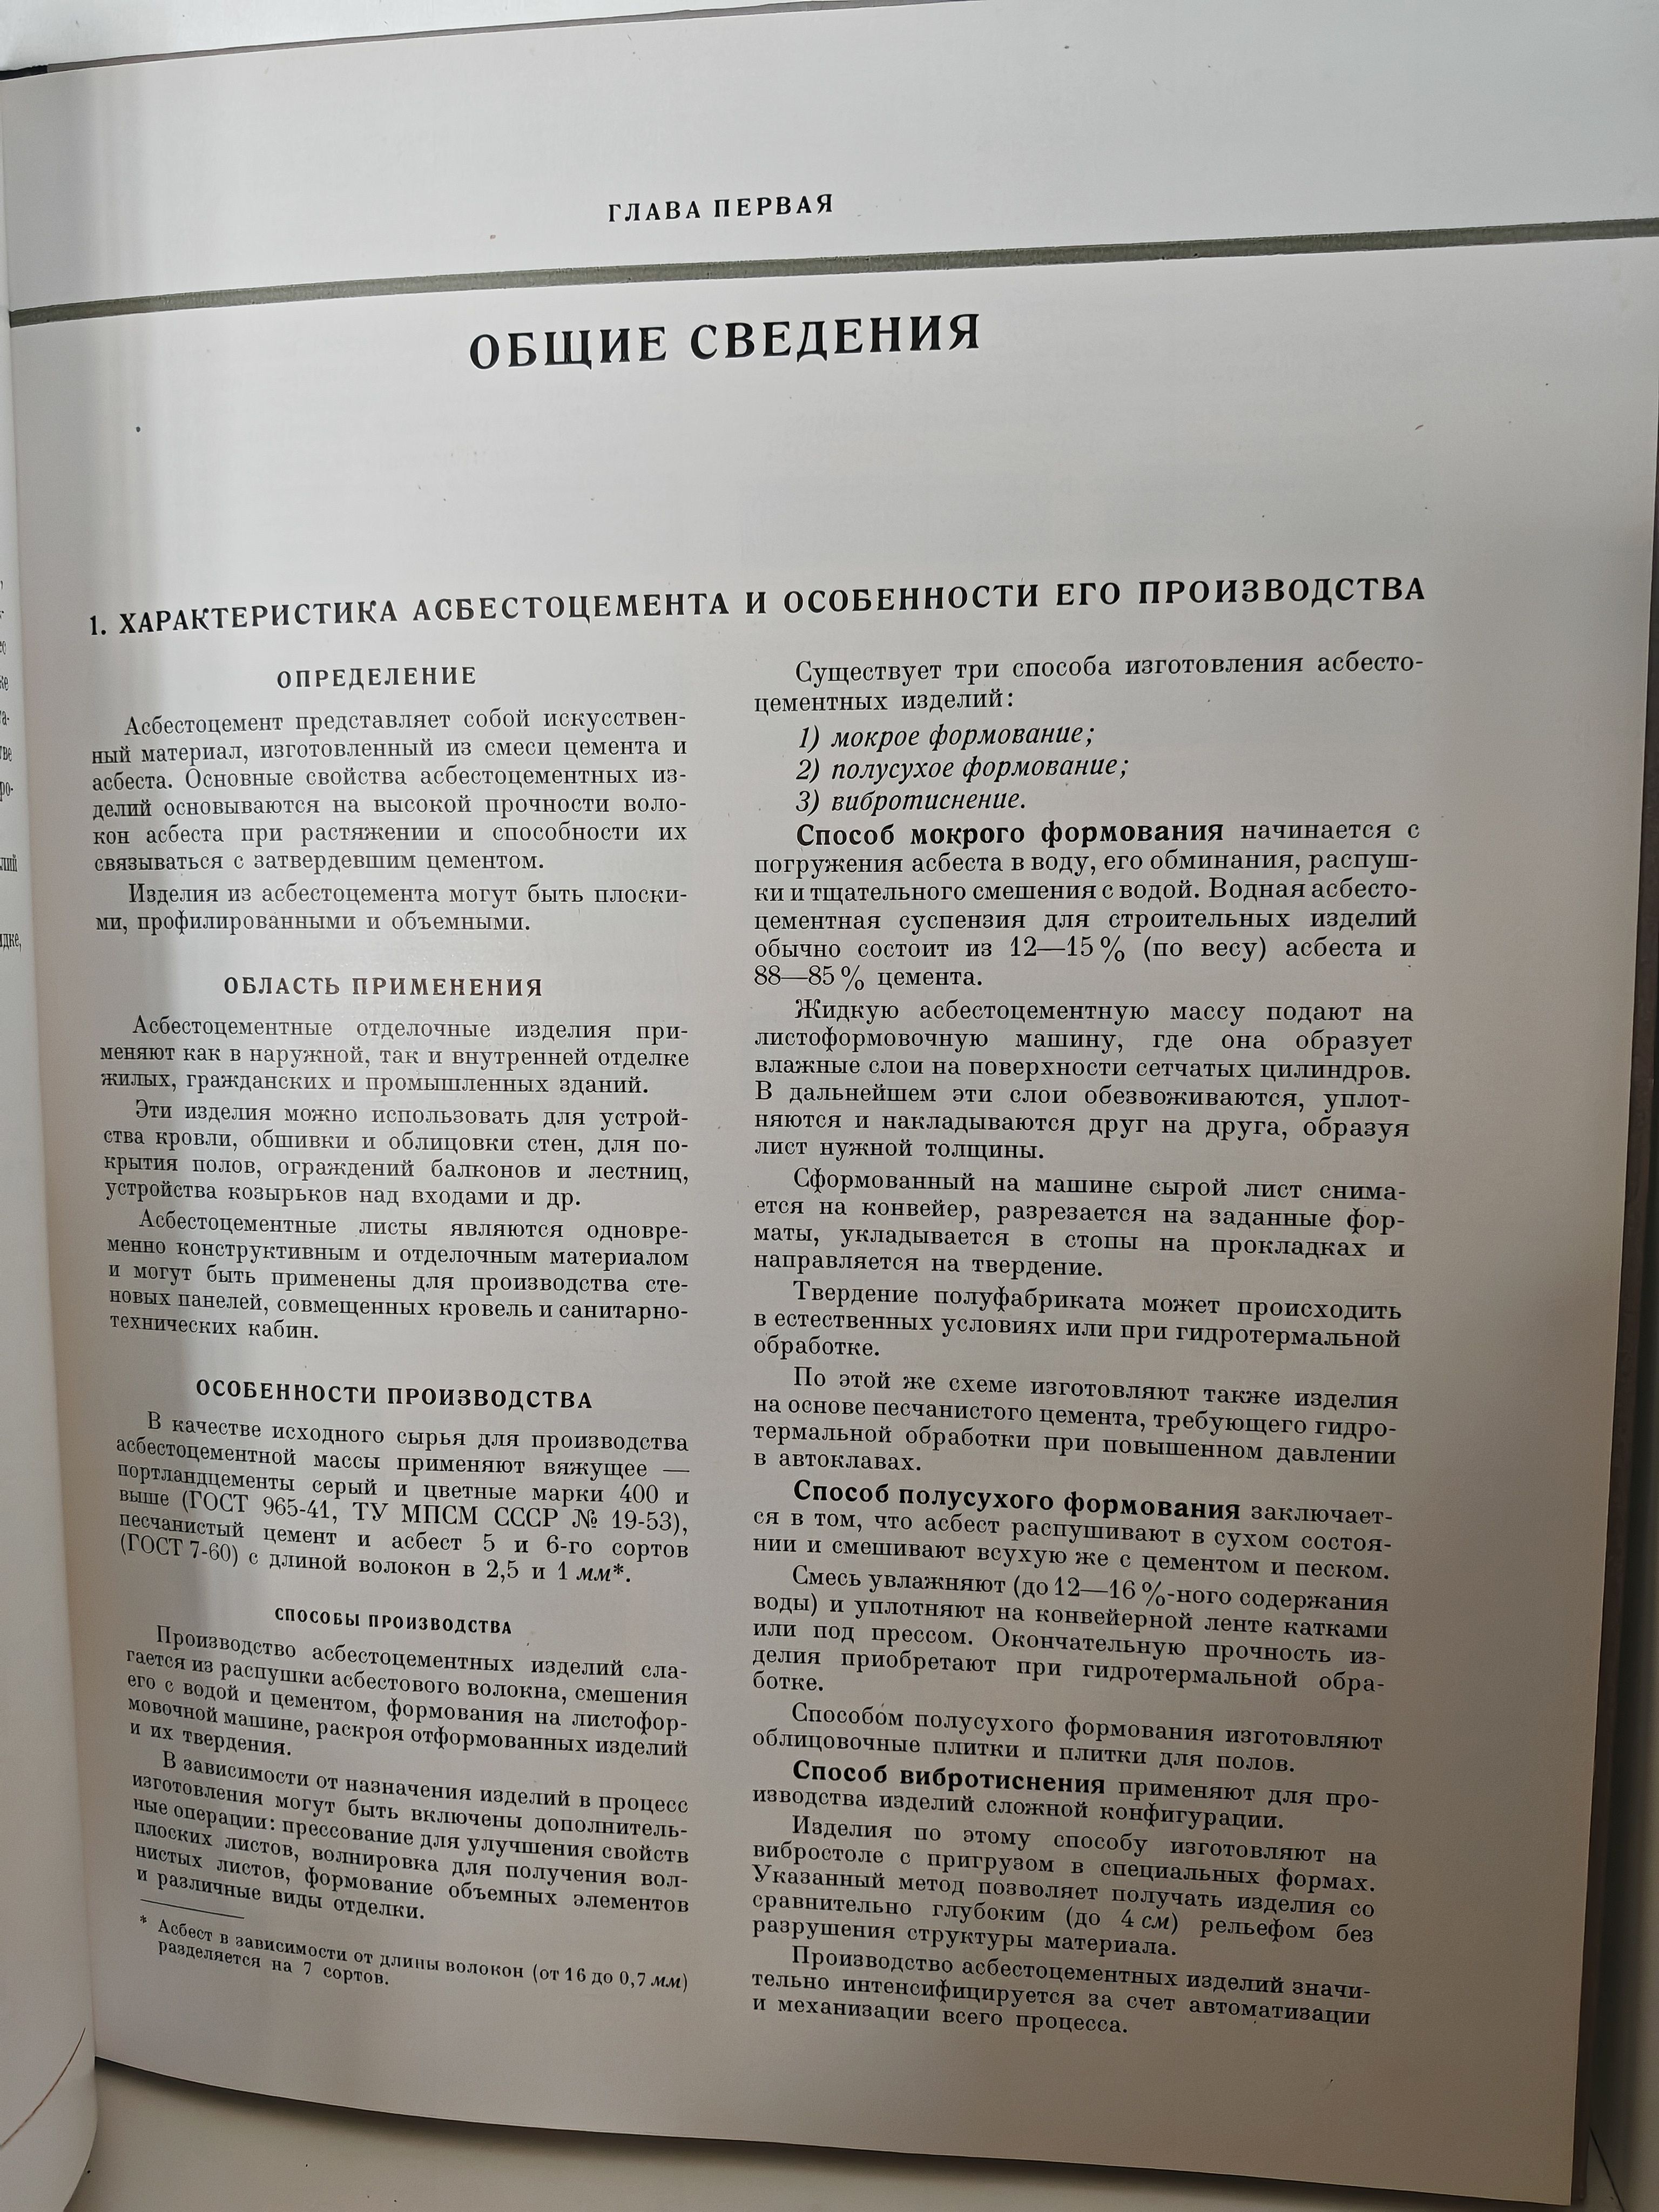 ГЛАВА ПЕРВАЯ
ОБЩИЕ СВЕДЕНИЯ
1. ХАРАКТЕРИСТИКА АСБЕСТОЦЕМЕНТА И ОСОБЕННОСТИ ЕГО ПРОИЗВОДСТВА
ОПРЕДЕЛЕНИЕ
Асбестоцемент представляет собой искусствен-
ный материал, изготовленный из смеси цемента и
асбеста. Основные свойства асбестоцементных из-
делий основываются на высокой прочности воло-
кон асбеста при растяжении и способности их
связываться с затвердевшим цементом.
Изделия из асбестоцемента могут быть плоски-
ми, профилированными и объемными.
ОБЛАСТЬ ПРИМЕНЕНИЯ
Асбестоцементные отделочные изделия при-
меняют как в наружной, так и внутренней отделке
жилых, гражданских и промышленных зданий.
Эти изделия можно использовать для устрой-
ства кровли, обшивки и облицовки стен, для по-
крытия полов, ограждений балконов и лестниц,
устройства козырьков над входами и др.
Асбестоцементные листы являются одновре-
менно конструктивным и отделочным материалом
и могут быть применены для производства сте-
новых панелей, совмещенных кровель и санитарно-
технических кабин.
ОСОБЕННОСТИ ПРОИЗВОДСТВА
В качестве исходного сырья для производства
асбестоцементной массы применяют вяжущее —
портландцементы серый и цветные марки 400 и
выше (ГОСТ 965-41, ТУ МПСМ СССР № 19-53),
песчанистый цемент и асбест 5 и 6-го сортов
(ГОСТ 7-60) с длиной волокон в 2,5 и 1 мм*.
СПОСОБЫ ПРОИЗВОДСТВА
Производство асбестоцементных изделий сла-
гается из распушки асбестового волокна, смешения
его с водой и цементом, формования на листофор-
мовочной машине, раскроя отформованных изделий
и их твердения.
В зависимости от назначения изделий в процесс
изготовления могут быть включены дополнитель-
ные операции: прессование для улучшения свойств
плоских листов, волнировка для получения вол-
нистых листов, формование объемных элементов
и различные виды отделки.
* Асбест в зависимости от длины волокон (от 16 до 0,7 мм)
разделяется на 7 сортов.
Существует три способа изготовления асбесто-
цементных изделий:
1) мокрое формование;
2) полусухое формование;
3) вибротиснение.
Способ мокрого формования начинается с
погружения асбеста в воду, его обминания, распуш-
ки и тщательного смешения с водой. Водная асбесто-
цементная суспензия для строительных изделий
обычно состоит из 12—15% (по весу) асбеста и
88—85% цемента.
Жидкую асбестоцементную массу подают на
листоформовочную машину, где она образует
влажные слои на поверхности сетчатых цилиндров.
В дальнейшем эти слои обезвоживаются, уплот-
няются и накладываются друг на друга, образуя
лист нужной толщины.
Сформованный на машине сырой лист снима-
ется на конвейер, разрезается на заданные фор-
маты, укладывается в стопы на прокладках и
направляется на твердение.
Твердение полуфабриката может происходить
в естественных условиях или при гидротермальной
обработке.
По этой же схеме изготовляют также изделия
на основе песчанистого цемента, требующего гидро-
термальной обработки при повышенном давлении
в автоклавах.
Способ полусухого формования заключает-
ся в том, что асбест распушивают в сухом состоя-
нии и смешивают всухую же с цементом и песком.
Смесь увлажняют (до 12—16%-ного содержания
воды) и уплотняют на конвейерной ленте катками
или под прессом. Окончательную прочность из-
делия приобретают при гидротермальной обра-
ботке.
Способом полусухого формования изготовляют
облицовочные плитки и плитки для полов.
Способ вибротиснения применяют для про-
изводства изделий сложной конфигурации.
Изделия по этому способу изготовляют на
вибростоле с пригрузом в специальных формах.
Указанный метод позволяет получать изделия со
сравнительно глубоким (до 4 см) рельефом без
разрушения структуры материала.
Производство асбестоцементных изделий значи-
тельно интенсифицируется за счет автоматизации
и механизации всего процесса.